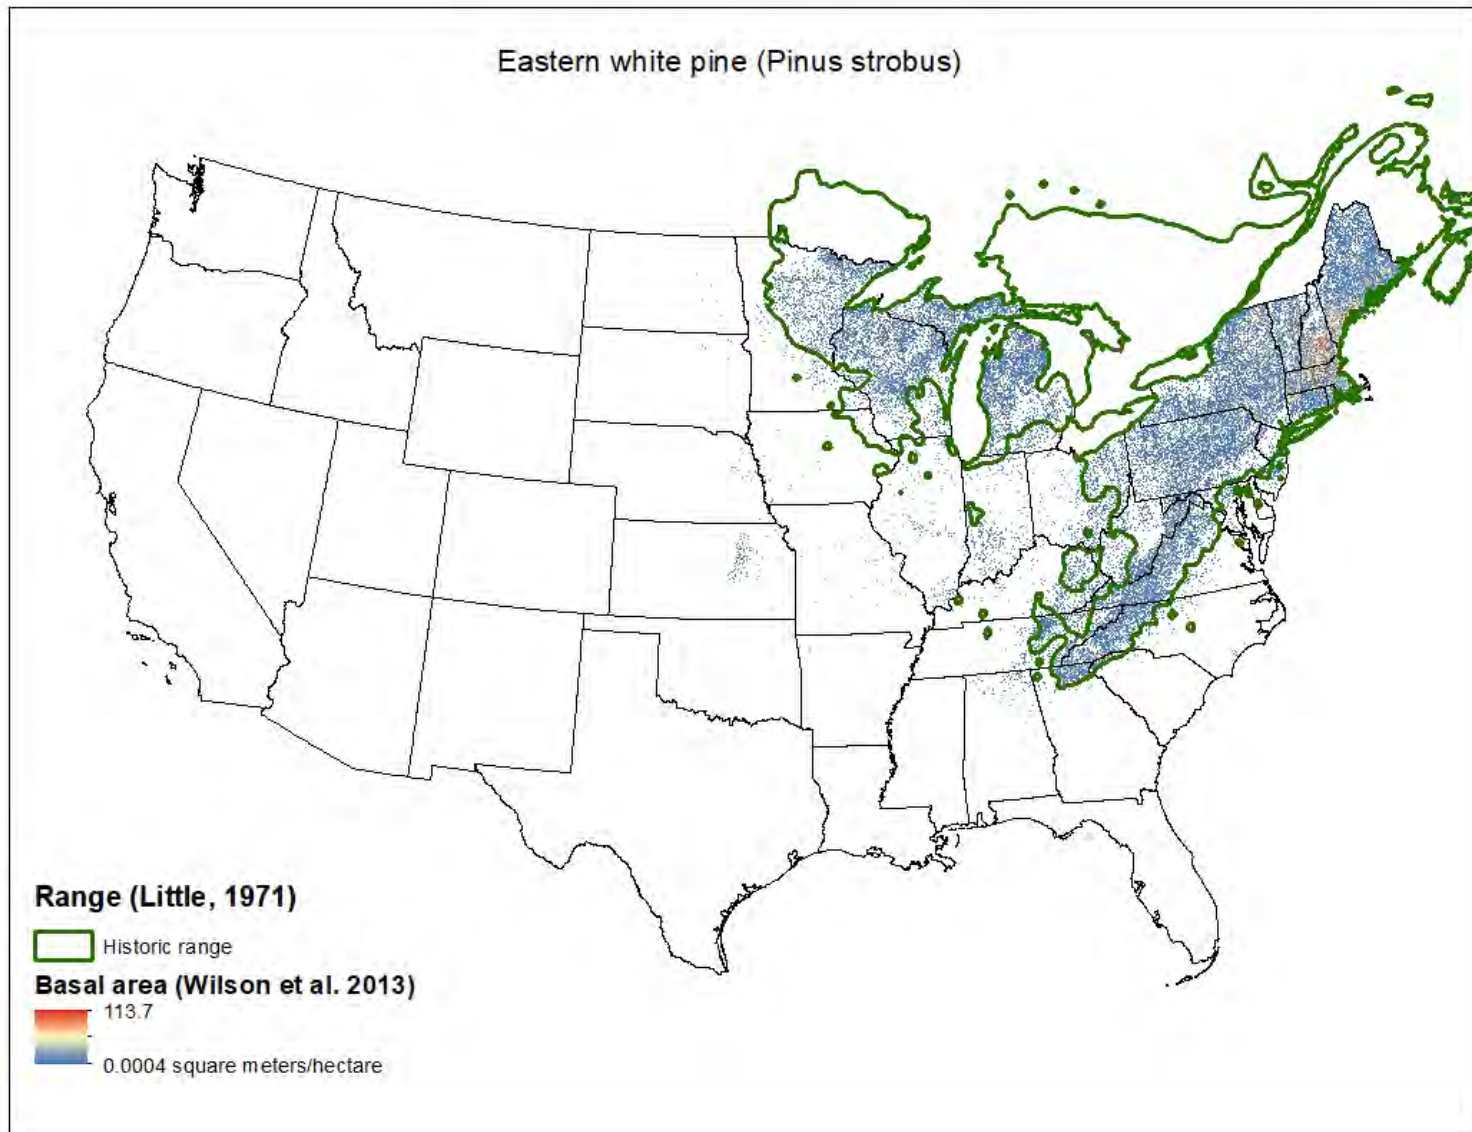 Eastern white pine (Pinus strobus)
Range (Little, 1971)
Historic range
Basal area (Wilson et al. 2013)
113.7
0.0004 square meters/hectare